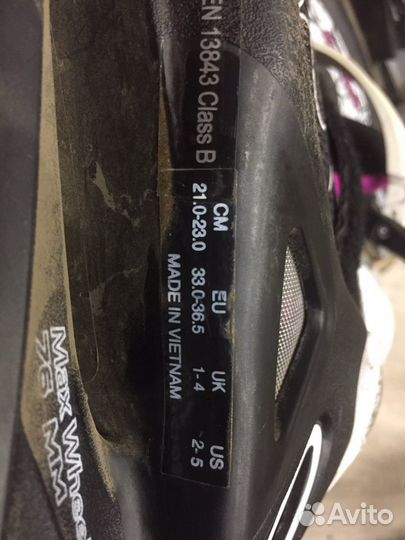 EN 13843 Class B
CM EU UK US
21.0-23.0 33.0-36.5 1-4 2-5
MADE IN VIETNAM
Max Wheel
76 MM
Avito